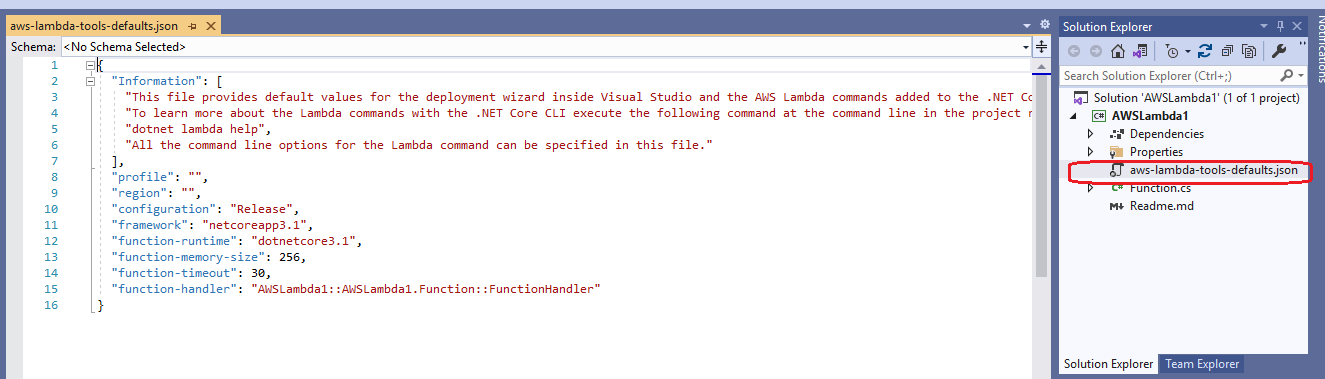 aws-lambda-tools-defaults.json
Schema: <No Schema Selected>
1 {
2 "Information": [
3 "This file provides default values for the deployment wizard inside Visual Studio and the AWS Lambda commands added to the .NET Co
4 "To learn more about the Lambda commands with the .NET Core CLI execute the following command at the command line in the project r
5 "dotnet lambda help",
6 "All the command line options for the Lambda command can be specified in this file."
7 ],
8 "profile": "",
9 "region": "",
10 "configuration": "Release",
11 "framework": "netcoreapp3.1",
12 "function-runtime": "dotnetcore3.1",
13 "function-memory-size": 256,
14 "function-timeout": 30,
15 "function-handler": "AWSLambda1::AWSLambda1.Function::FunctionHandler"
16 }
Solution Explorer
Search Solution Explorer (Ctrl+;)
Solution 'AWSLambda1' (1 of 1 project)
C# AWSLambda1
Dependencies
Properties
aws-lambda-tools-defaults.json
C# Function.cs
M↓ Readme.md
Solution Explorer Team Explorer
Notifications